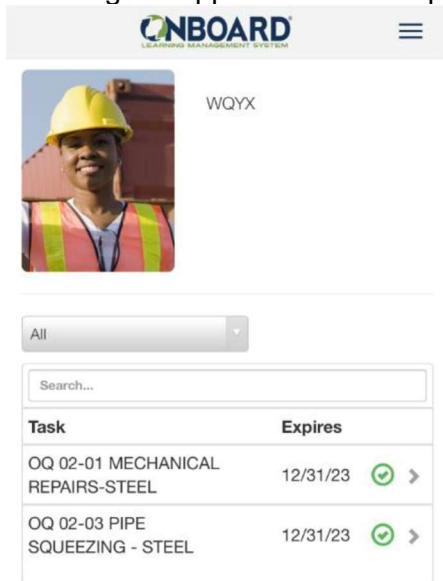 ONBOARD
LEARNING MANAGEMENT SYSTEM
WQYX
All
Search...
Task Expires
OQ 02-01 MECHANICAL
REPAIRS-STEEL
12/31/23
OQ 02-03 PIPE
SQUEEZING - STEEL
12/31/23